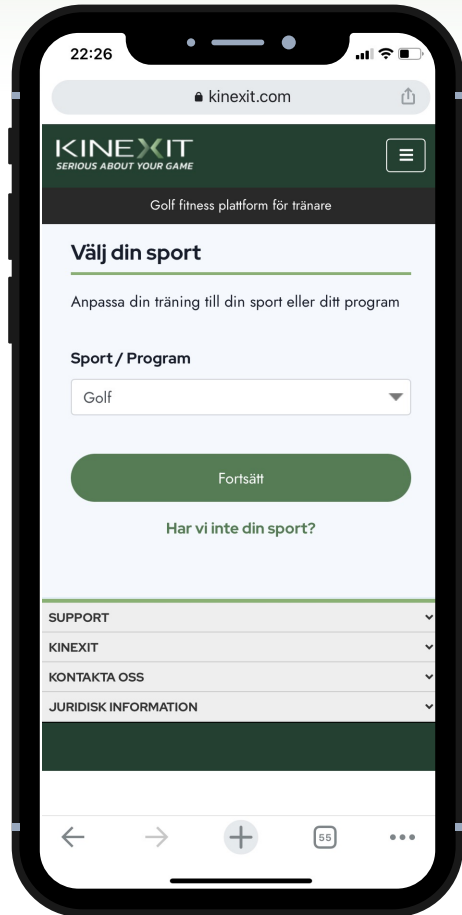 22:26
kinexit.com
KINEXIT
SERIOUS ABOUT YOUR GAME
Golf fitness plattform för tränare
Välj din sport
Anpassa din träning till din sport eller ditt program
Sport / Program
Golf
Fortsätt
Har vi inte din sport?
SUPPORT
KINEXIT
KONTAKTA OSS
JURIDISK INFORMATION
55